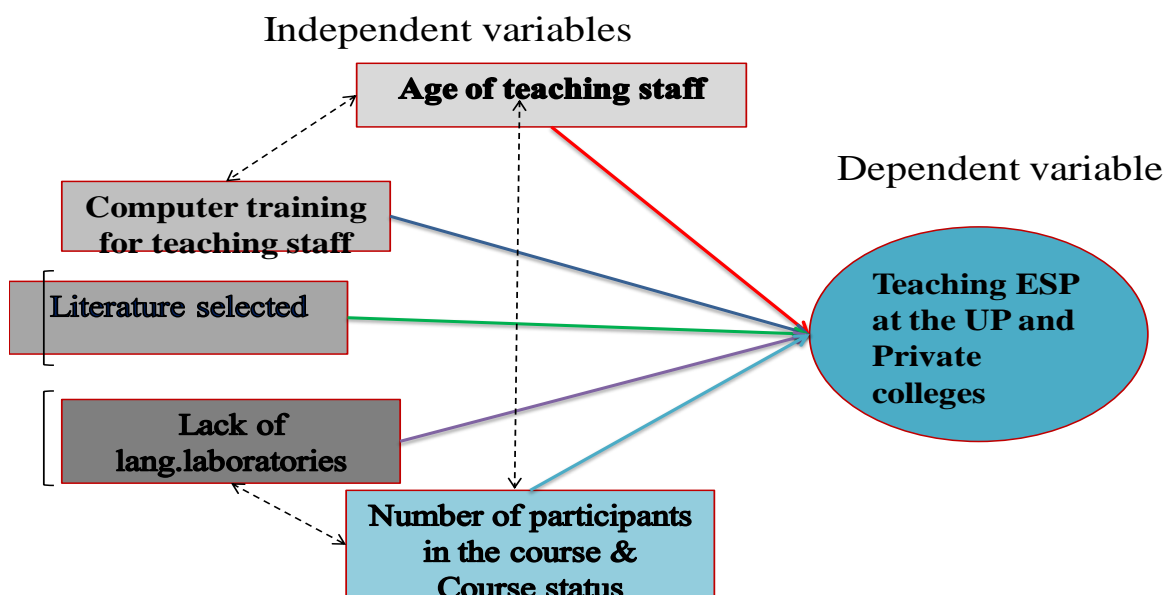 Independent variables
Age of teaching staff
Dependent variable
Computer training
for teaching staff
Literature selected
Teaching ESP
at the UP and
Private
colleges
Lack of
lang.laboratories
Number of participants
in the course &
Course status